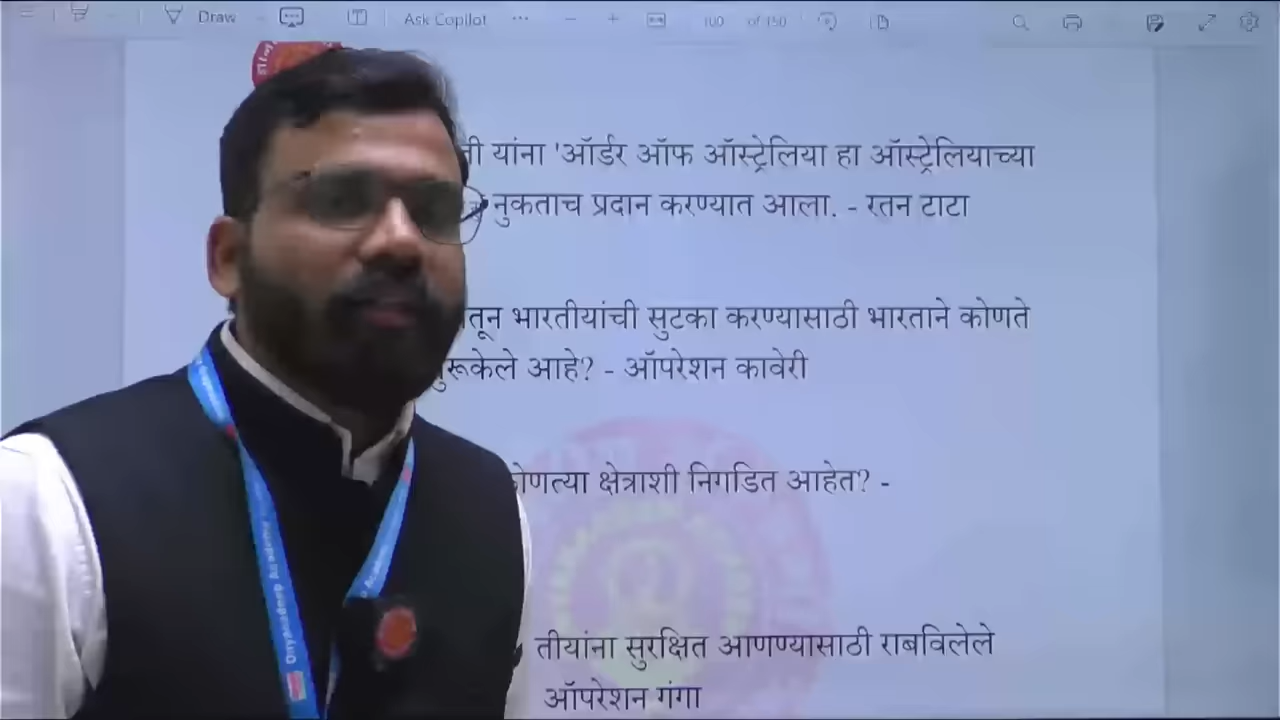 Draw
Ask Copilot
100 of 150
यांना 'ऑर्डर ऑफ ऑस्ट्रेलिया हा ऑस्ट्रेलियाच्या
नुकताच प्रदान करण्यात आला. - रतन टाटा
भारतीयांची सुटका करण्यासाठी भारताने कोणते
आहे? - ऑपरेशन कावेरी
क्षेत्राशी निगडित आहेत? -
तीयांना सुरक्षित आणण्यासाठी राबविलेले
ऑपरेशन गंगा